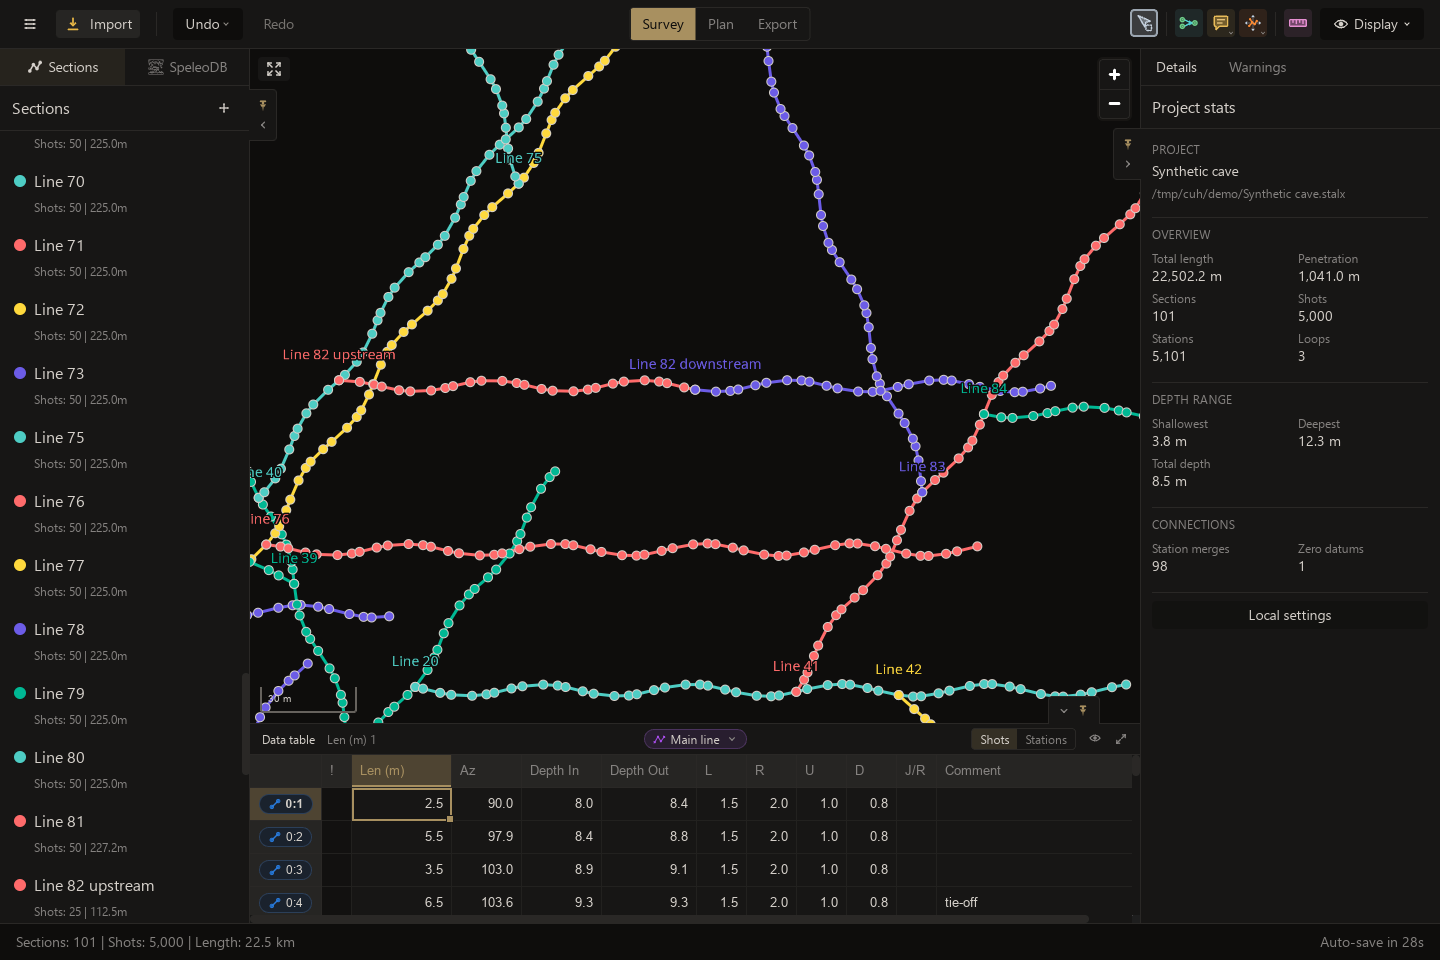 Import
Undo
Redo
Survey
Plan
Export
Display
Sections
SpeleoDB
Sections
Shots: 50 | 225.0m
Line 70
Shots: 50 | 225.0m
Line 71
Shots: 50 | 225.0m
Line 72
Shots: 50 | 225.0m
Line 73
Shots: 50 | 225.0m
Line 75
Shots: 50 | 225.0m
Line 76
Shots: 50 | 225.0m
Line 77
Shots: 50 | 225.0m
Line 78
Shots: 50 | 225.0m
Line 79
Shots: 50 | 225.0m
Line 80
Shots: 50 | 225.0m
Line 81
Shots: 50 | 227.2m
Line 82 upstream
Shots: 25 | 112.5m
Line 75
Line 82 upstream
Line 82 downstream
Line 84
ne 40
Line 83
ine 76
Line 39
Line 20
Line 41
Line 42
30 m
Data table
Len (m) 1
Main line
Shots
Stations
! Len (m) Az Depth In Depth Out L R U D J/R Comment
0:1 2.5 90.0 8.0 8.4 1.5 2.0 1.0 0.8
0:2 5.5 97.9 8.4 8.8 1.5 2.0 1.0 0.8
0:3 3.5 103.0 8.9 9.1 1.5 2.0 1.0 0.8
0:4 6.5 103.6 9.3 9.3 1.5 2.0 1.0 0.8 tie-off
Details
Warnings
Project stats
PROJECT
Synthetic cave
/tmp/cuh/demo/Synthetic cave.stalx
OVERVIEW
Total length Penetration
22,502.2 m 1,041.0 m
Sections Shots
101 5,000
Stations Loops
5,101 3
DEPTH RANGE
Shallowest Deepest
3.8 m 12.3 m
Total depth
8.5 m
CONNECTIONS
Station merges Zero datums
98 1
Local settings
Sections: 101 | Shots: 5,000 | Length: 22.5 km
Auto-save in 28s